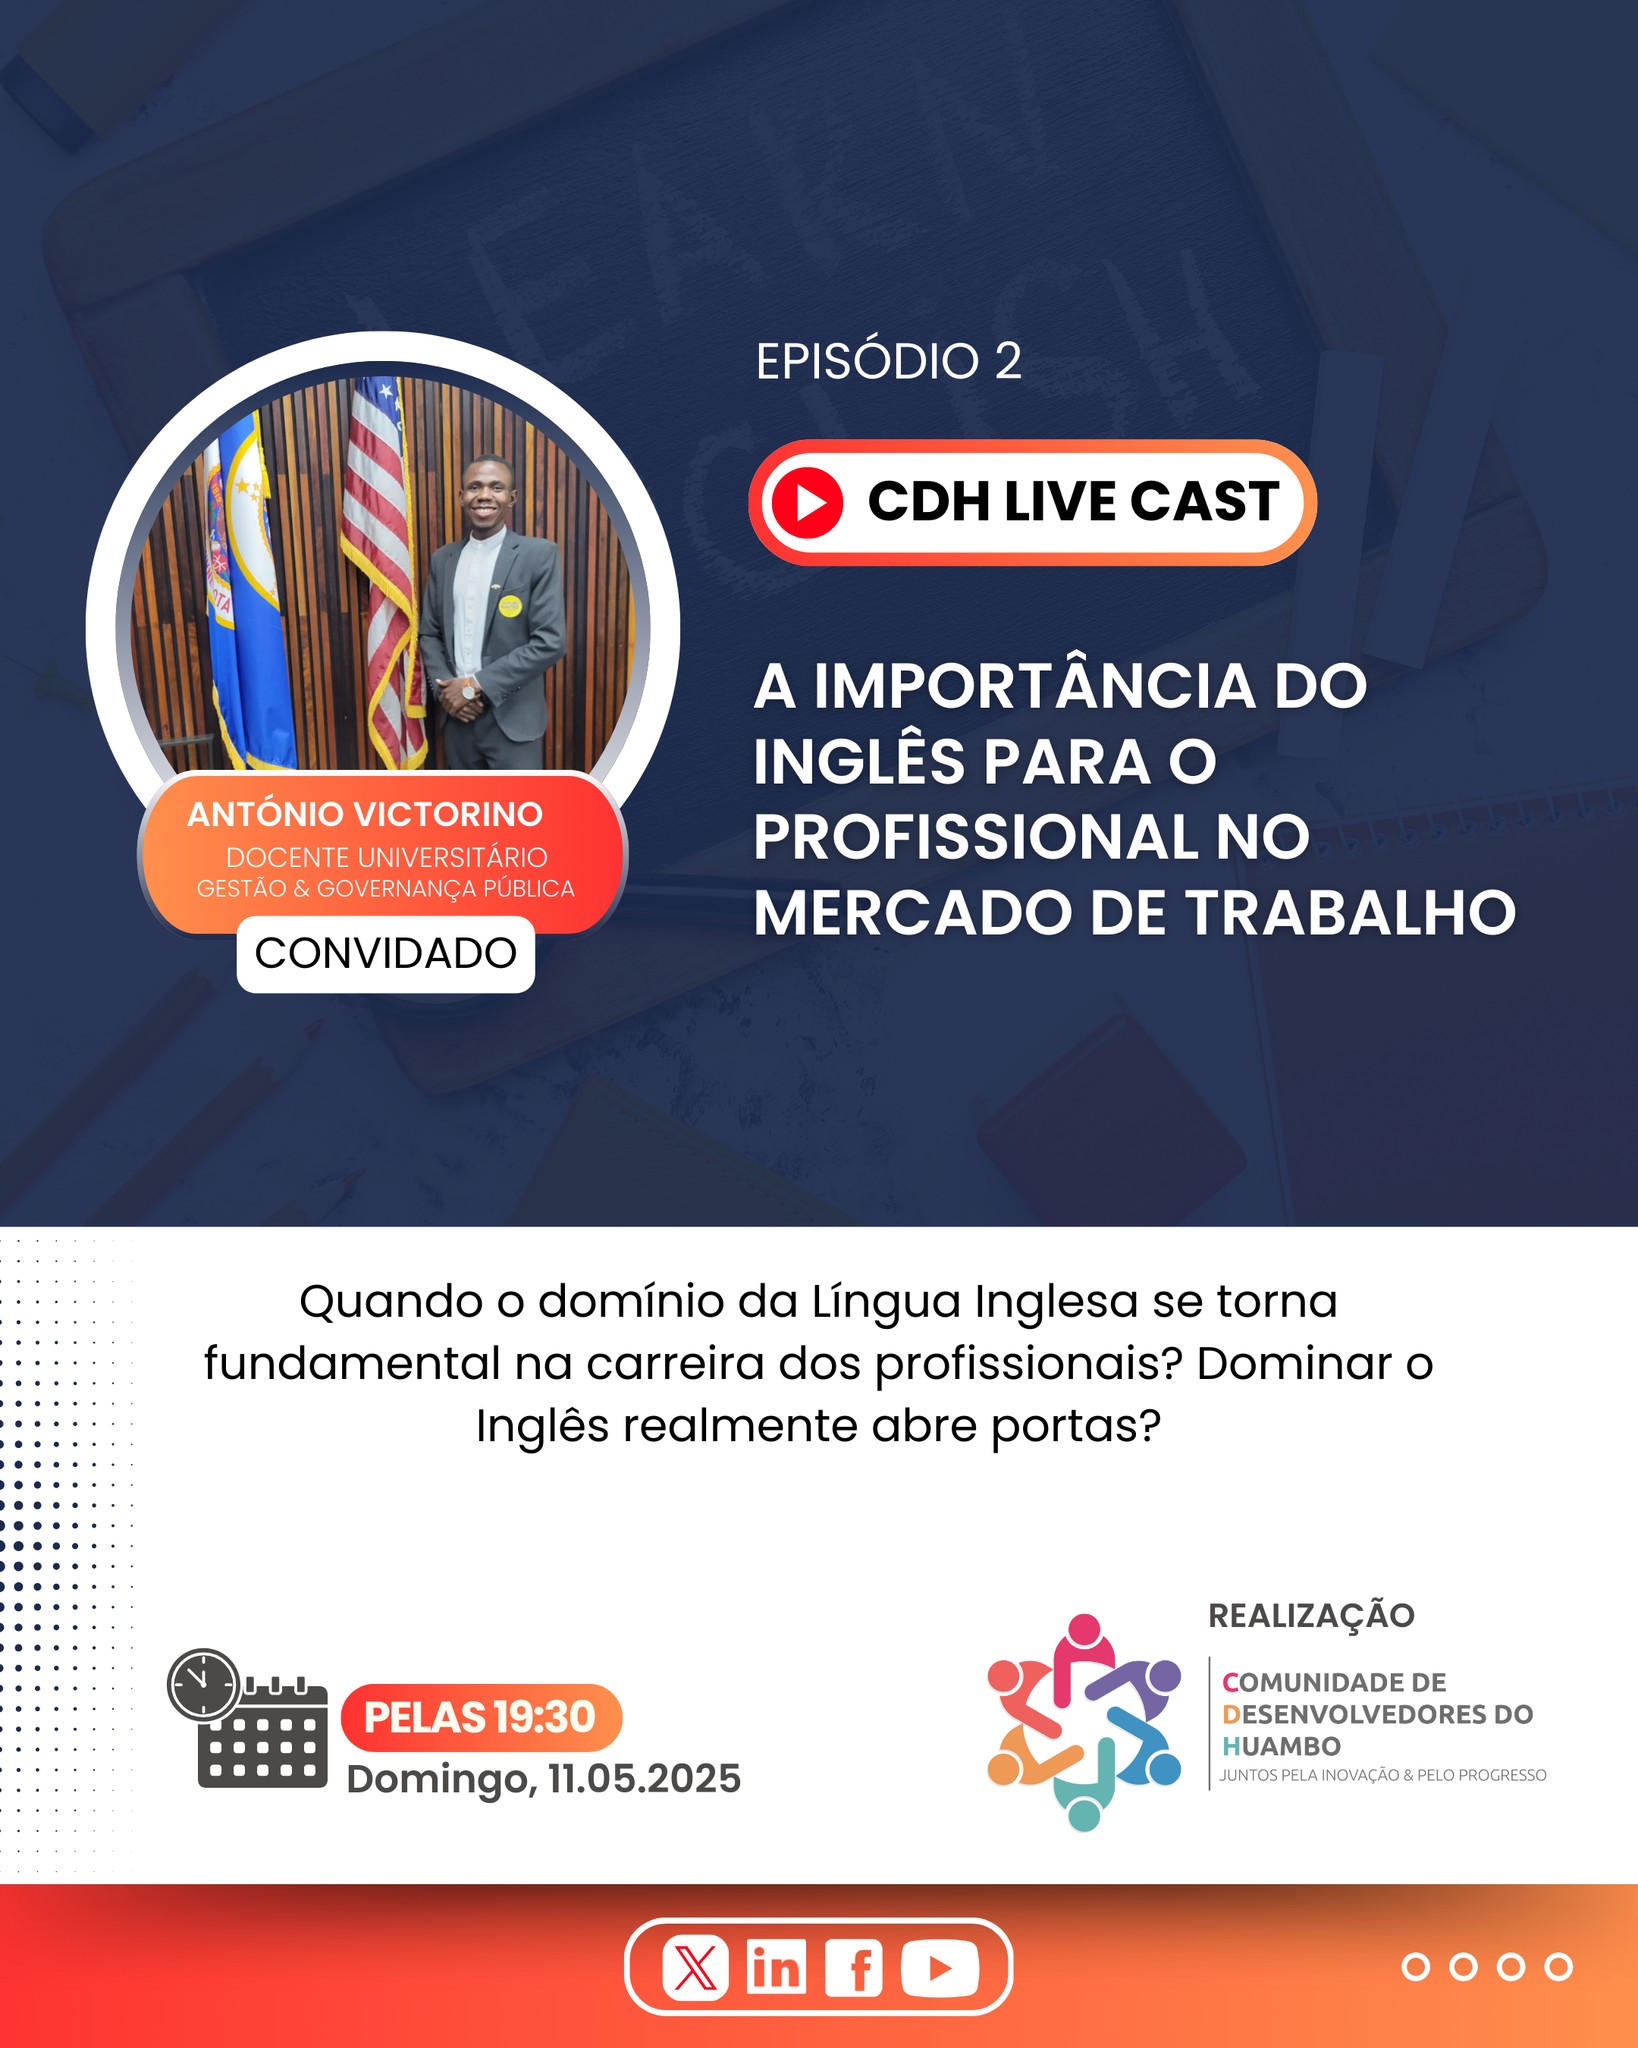 LEARN
EPISÓDIO 2
CDH LIVE CAST
A IMPORTÂNCIA DO
INGLÊS PARA O
PROFISSIONAL NO
MERCADO DE TRABALHO
ANTÓNIO VICTORINO
DOCENTE UNIVERSITÁRIO
GESTÃO & GOVERNANÇA PÚBLICA
CONVIDADO
Quando o domínio da Língua Inglesa se torna
fundamental na carreira dos profissionais? Dominar o
Inglês realmente abre portas?
PELAS 19:30
Domingo, 11.05.2025
REALIZAÇÃO
COMUNIDADE DE
DESENVOLVEDORES DO
HUAMBO
JUNTOS PELA INOVAÇÃO & PELO PROGRESSO